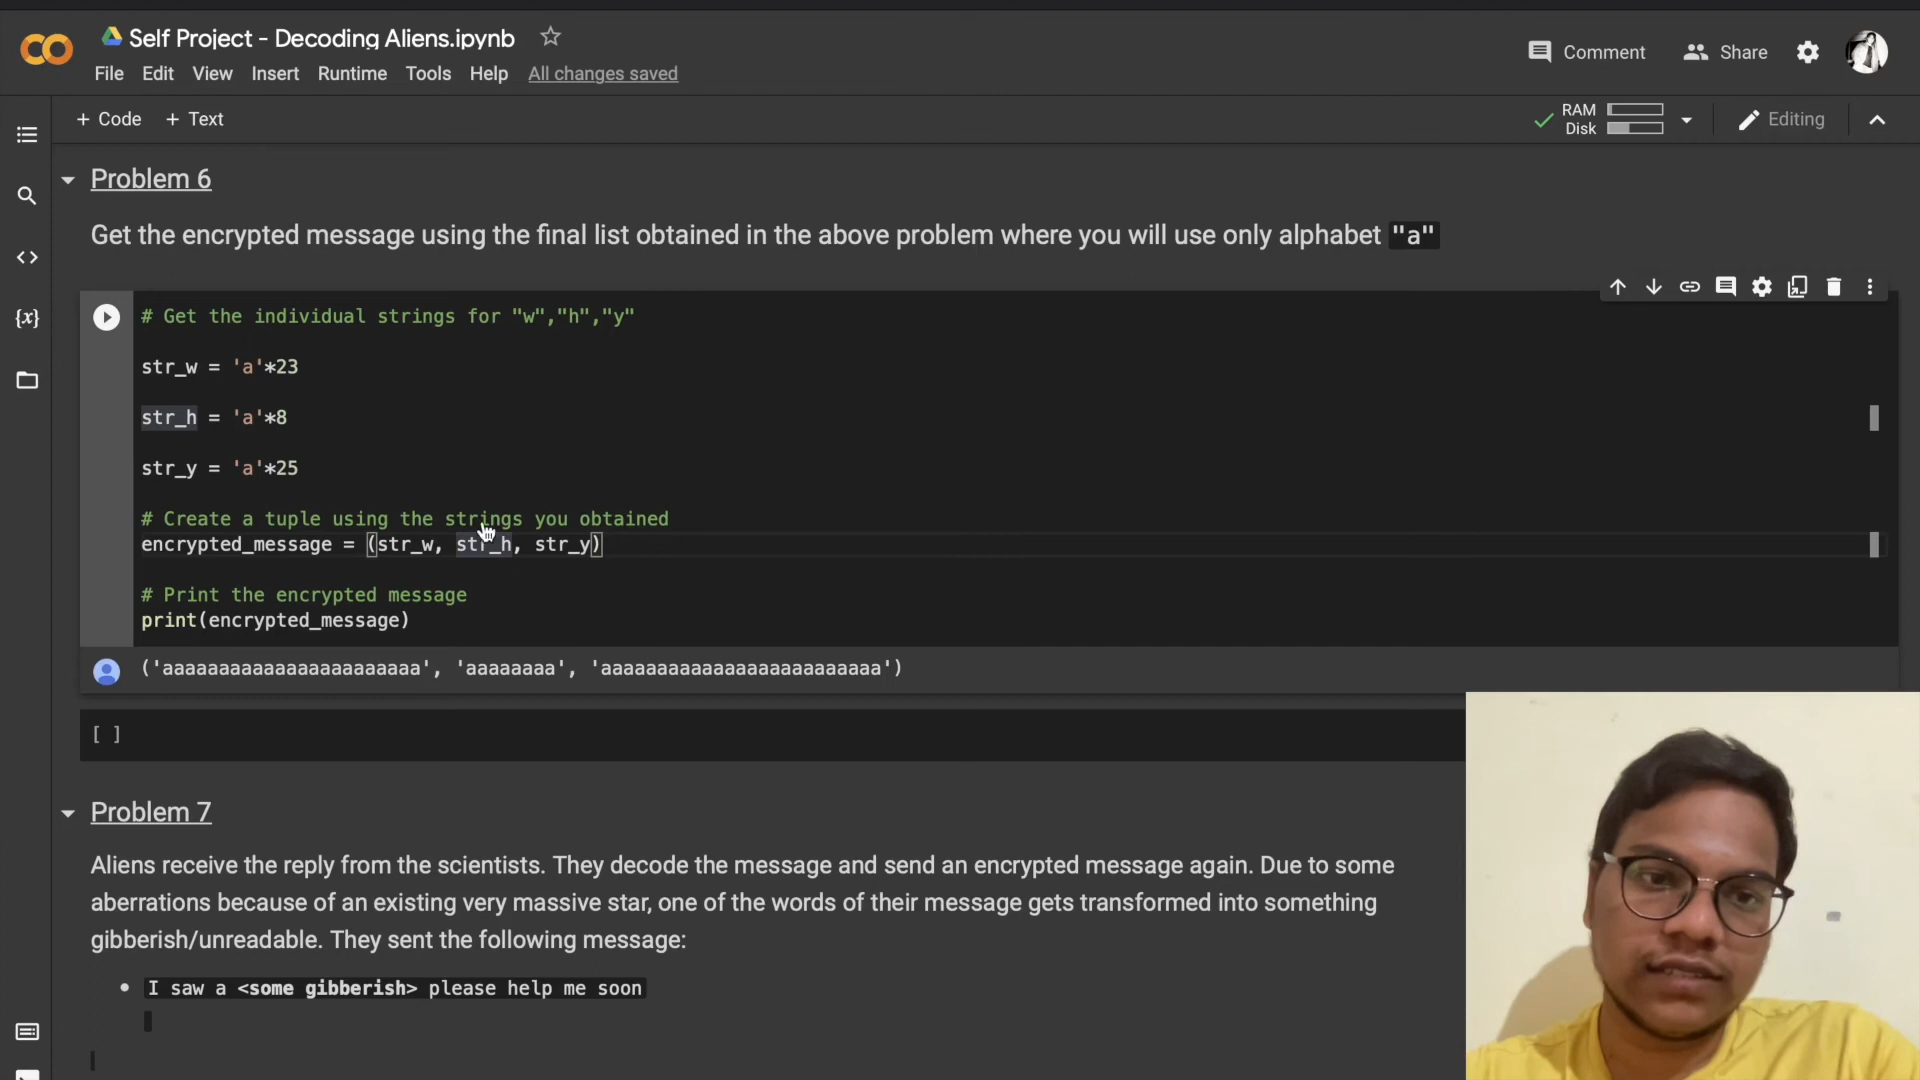 Self Project - Decoding Aliens.ipynb
Comment
Share
File Edit View Insert Runtime Tools Help All changes saved
+ Code + Text
RAM
Disk
Editing
Problem 6
Get the encrypted message using the final list obtained in the above problem where you will use only alphabet "a"
# Get the individual strings for "w","h","y"
str_w = 'a'*23
str_h = 'a'*8
str_y = 'a'*25
# Create a tuple using the strings you obtained
encrypted_message = (str_w, str_h, str_y)
# Print the encrypted message
print(encrypted_message)
('aaaaaaaaaaaaaaaaaaaaaaa', 'aaaaaaaa', 'aaaaaaaaaaaaaaaaaaaaaaaaa')
[ ]
Problem 7
Aliens receive the reply from the scientists. They decode the message and send an encrypted message again. Due to some
aberrations because of an existing very massive star, one of the words of their message gets transformed into something
gibberish/unreadable. They sent the following message:
I saw a <some gibberish> please help me soon